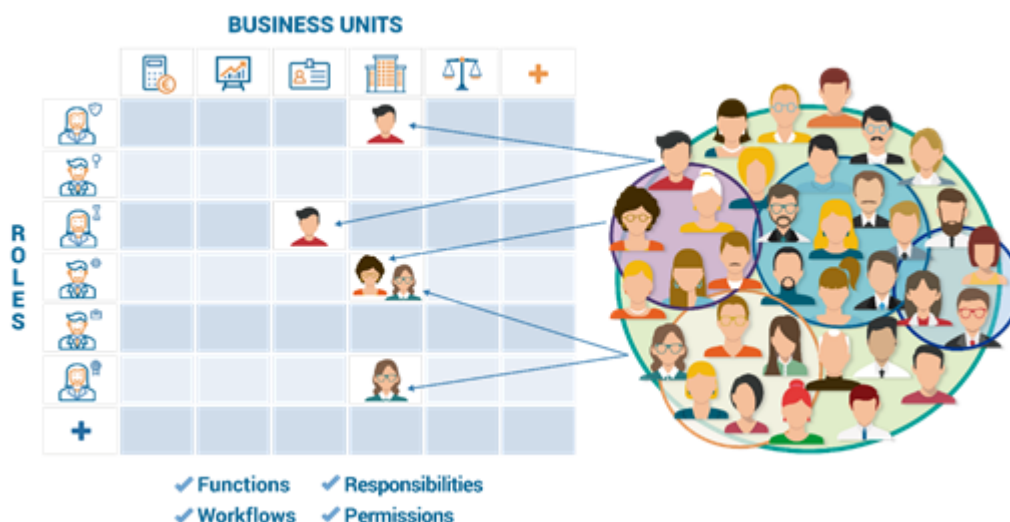 BUSINESS UNITS
ROLES
Functions
Responsibilities
Workflows
Permissions